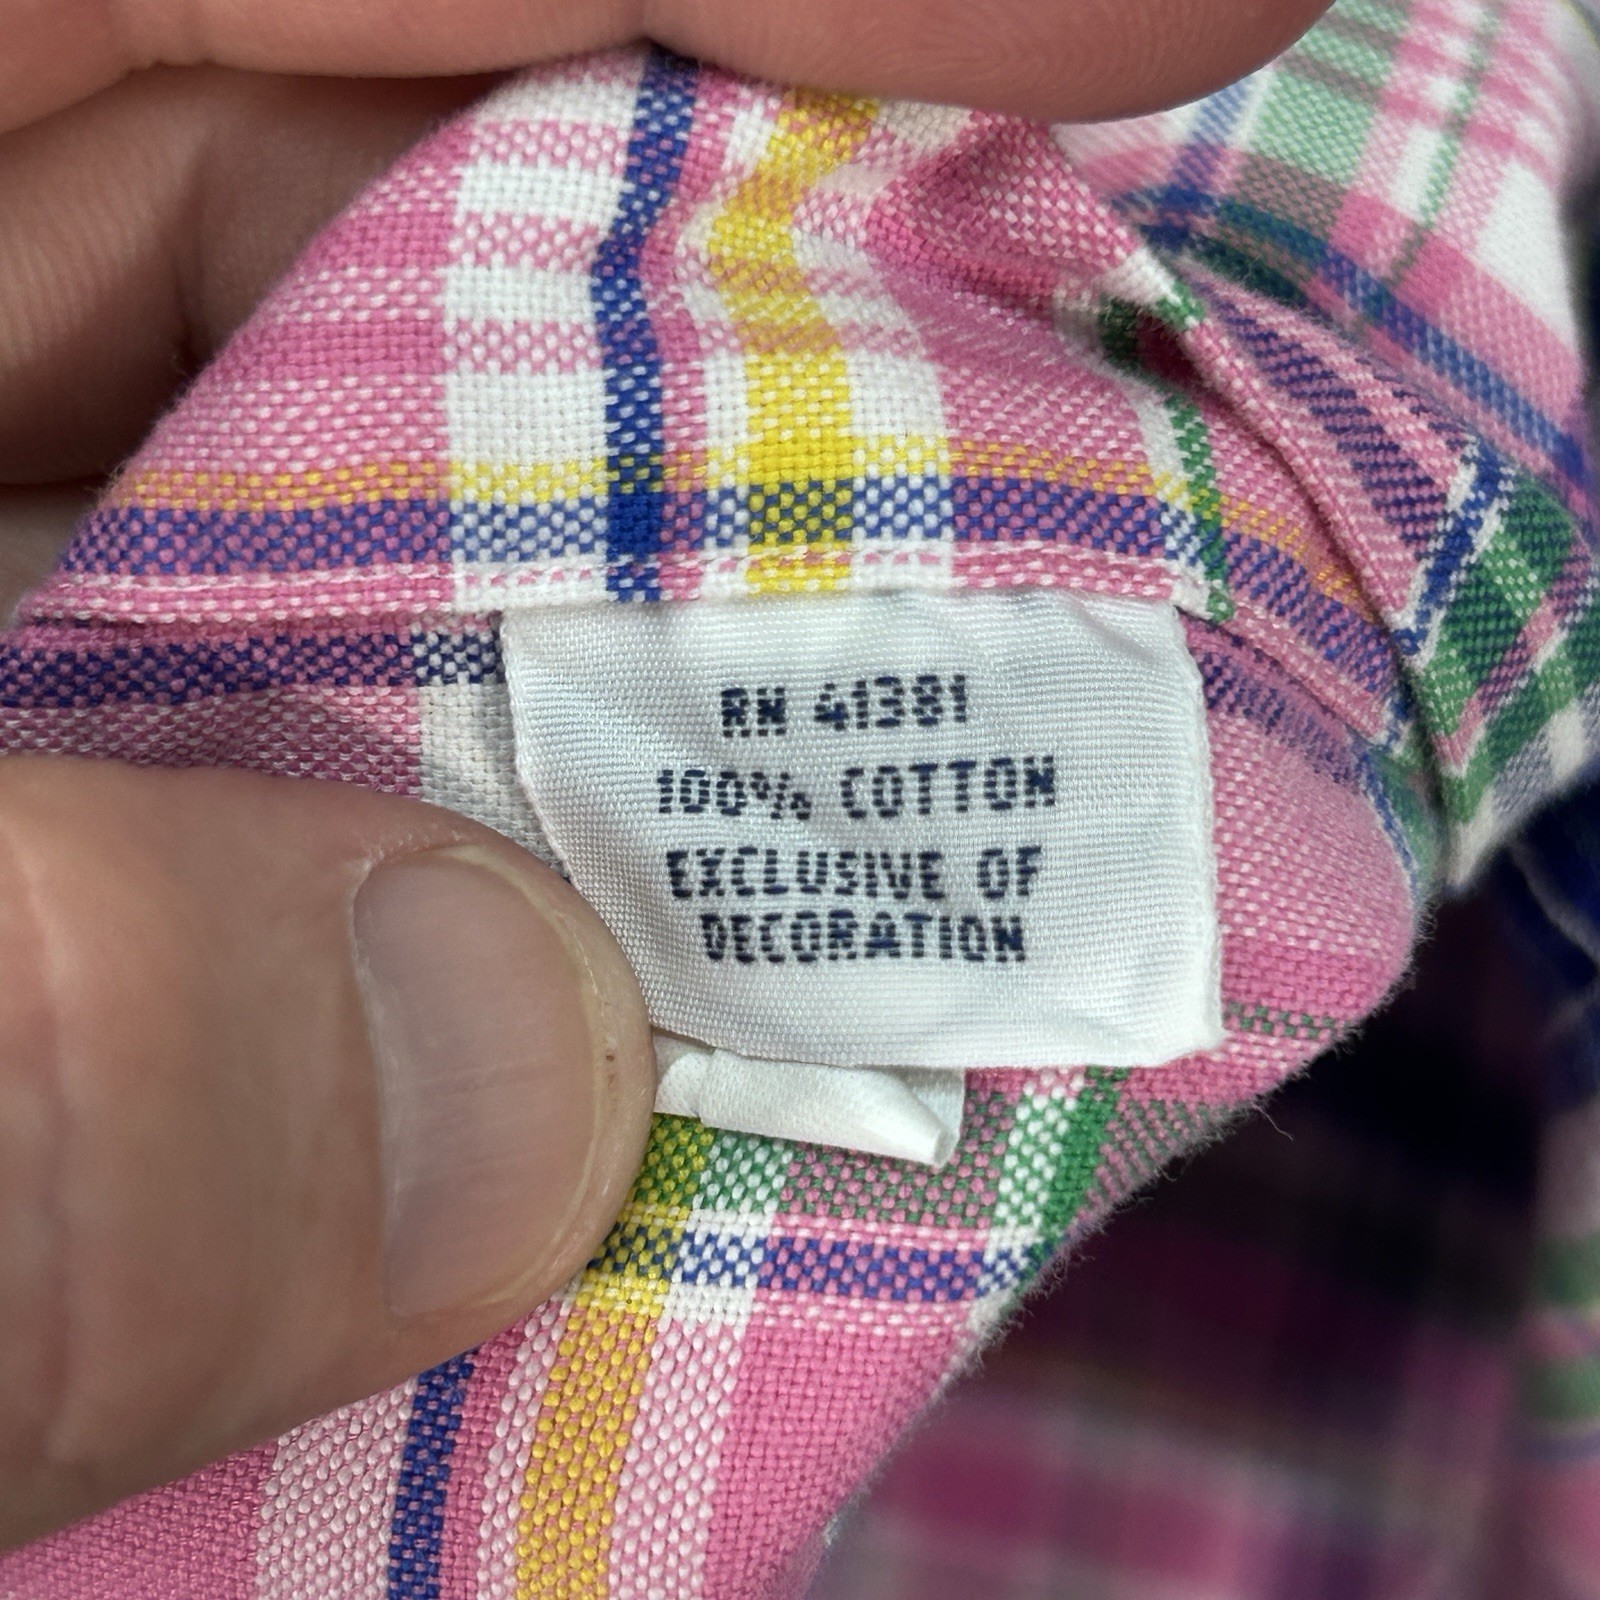 RN 41381
100% COTTON
EXCLUSIVE OF
DECORATION